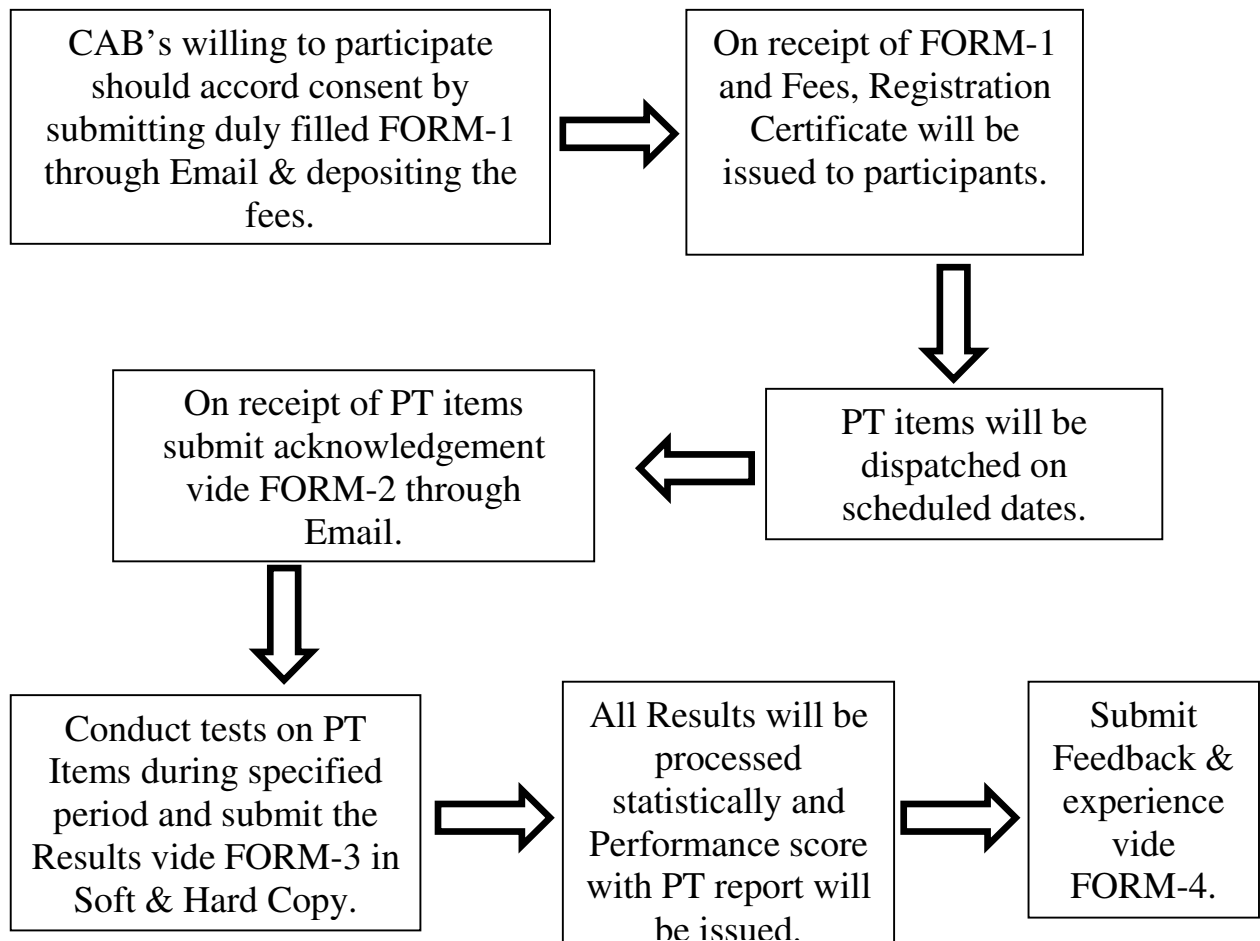 CAB’s willing to participate
should accord consent by
submitting duly filled FORM-1
through Email & depositing the
fees.
On receipt of FORM-1
and Fees, Registration
Certificate will be
issued to participants.
PT items will be
dispatched on
scheduled dates.
On receipt of PT items
submit acknowledgement
vide FORM-2 through
Email.
Conduct tests on PT
Items during specified
period and submit the
Results vide FORM-3 in
Soft & Hard Copy.
All Results will be
processed
statistically and
Performance score
with PT report will
be issued.
Submit
Feedback &
experience
vide
FORM-4.